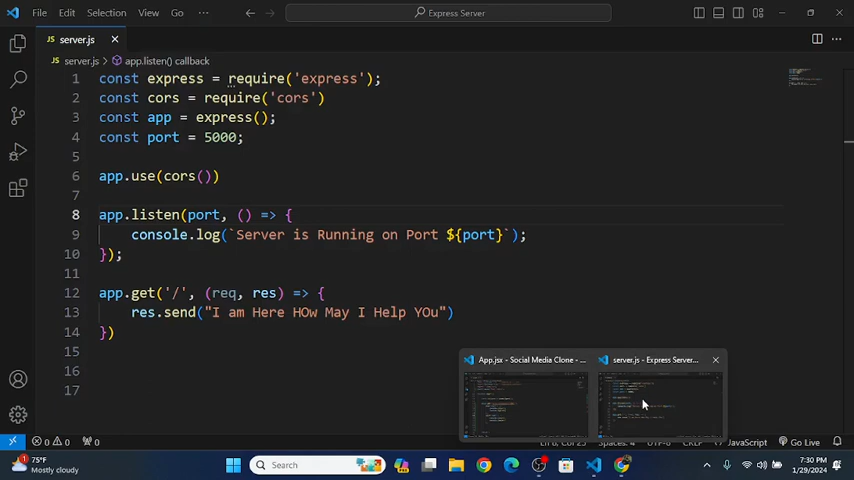 File Edit Selection View Go ··· Express Server
server.js
server.js > app.listen() callback
1 const express = require('express');
2 const cors = require('cors')
3 const app = express();
4 const port = 5000;
5
6 app.use(cors())
7
8 app.listen(port, () => {
9 console.log(`Server is Running on Port ${port}`);
10 });
11
12 app.get('/', (req, res) => {
13 res.send("I am Here HOw May I Help YOu")
14 })
15
16
17
App.jsx - Social Media Clone - ... server.js - Express Server...
0 0 0 JavaScript Go Live
75°F
Mostly cloudy
Search
7:30 PM
1/29/2024